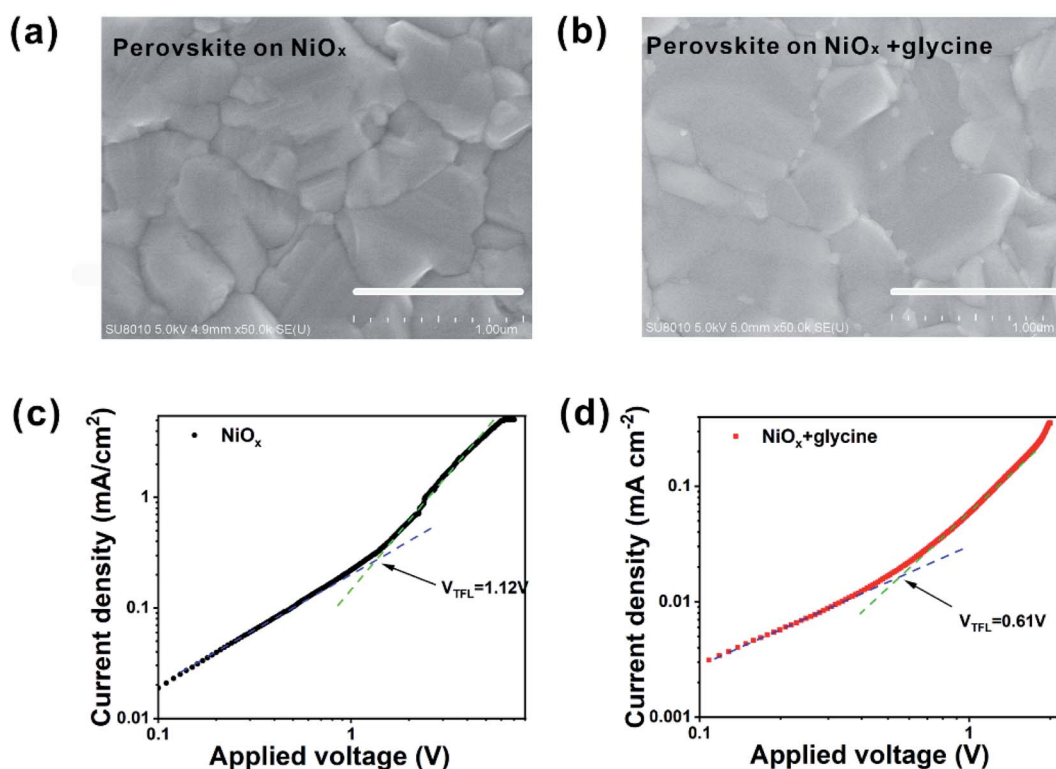 (a)
Perovskite on NiOₓ
SU8010 5.0kV 4.9mm x50.0k SE(U)
1.00um
(b)
Perovskite on NiOₓ +glycine
SU8010 5.0kV 5.0mm x50.0k SE(U)
1.00um
(c)
Current density (mA/cm²)
1
0.1
0.01
NiOₓ
V_TFL=1.12V
0.1
1
Applied voltage (V)
(d)
Current density (mA cm⁻²)
0.1
0.01
0.001
NiOₓ+glycine
V_TFL=0.61V
0.1
1
Applied voltage (V)